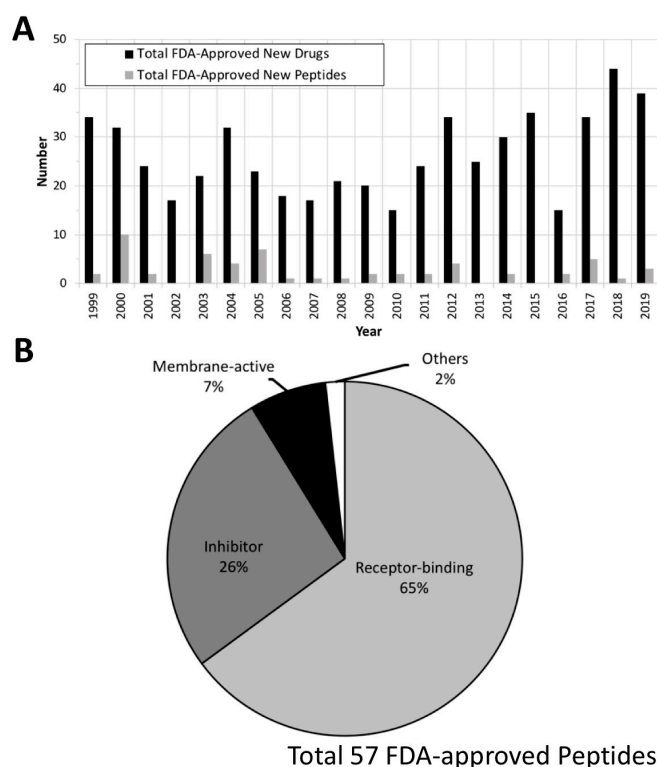 A
50
Total FDA-Approved New Drugs
40
Total FDA-Approved New Peptides
30
Number
20
10
0
1999 2000 2001 2002 2003 2004 2005 2006 2007 2008 2009 2010 2011 2012 2013 2014 2015 2016 2017 2018 2019
Year
B
Others
2%
Membrane-active
7%
Inhibitor
26%
Receptor-binding
65%
Total 57 FDA-approved Peptides